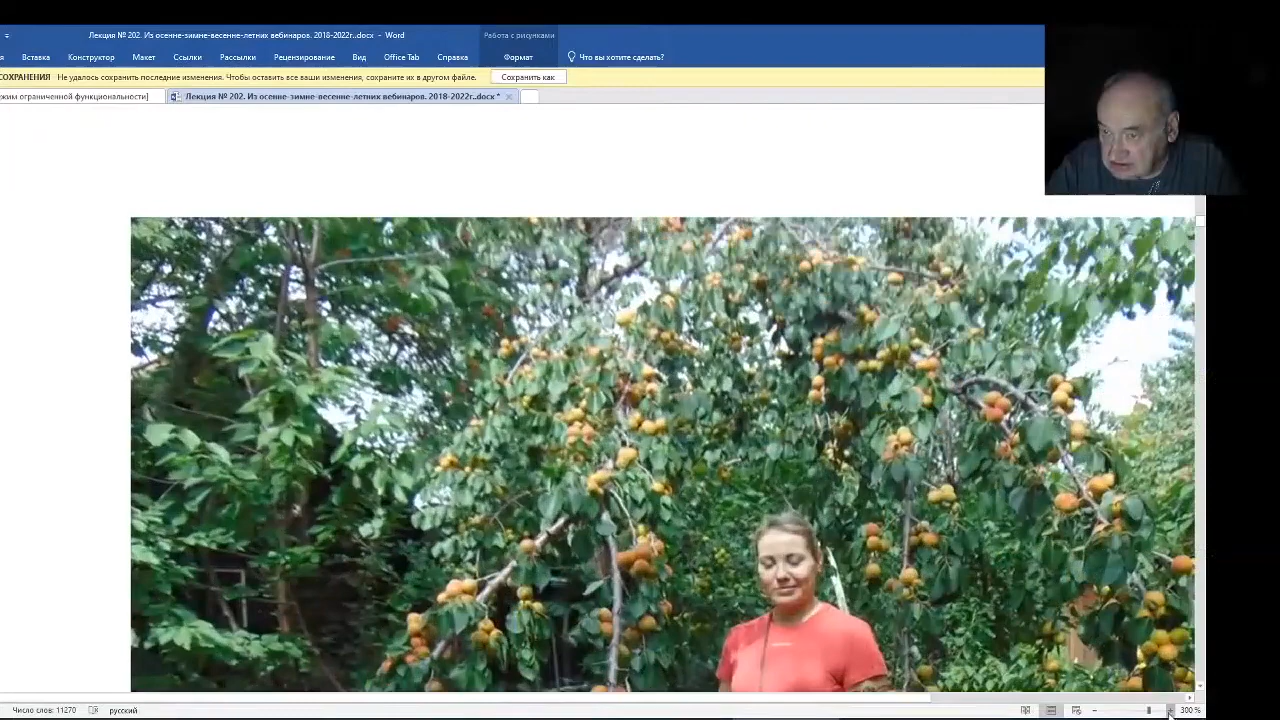 Лекция № 202. Из осенне-зимне-весенне-летних вебинаров. 2018-2022г..docx - Word
Работа с рисунками
Вставка Конструктор Макет Ссылки Рассылки Рецензирование Вид Office Tab Справка Формат Что вы хотите сделать?
СОХРАНЕНИЯ Не удалось сохранить последние изменения. Чтобы оставить все ваши изменения, сохраните их в другом файле. Сохранить как
жим ограниченной функциональности] Лекция № 202. Из осенне-зимне-весенне-летних вебинаров. 2018-2022г..docx *
Число слов: 11270 русский 300 %